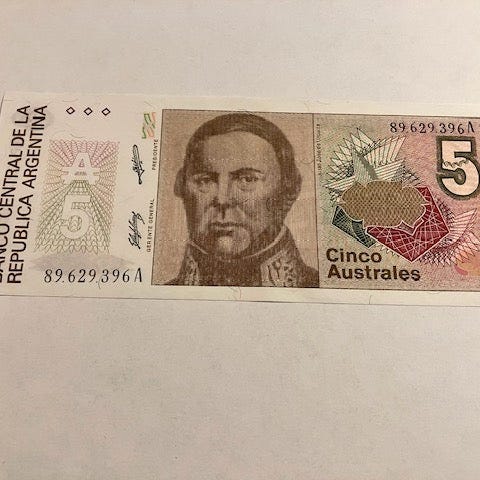 BANCO CENTRAL DE LA
REPUBLICA ARGENTINA
A
5
89.629.396A
PRESIDENTE
GERENTE GENERAL
89.629.396A
5
Cinco
Australes